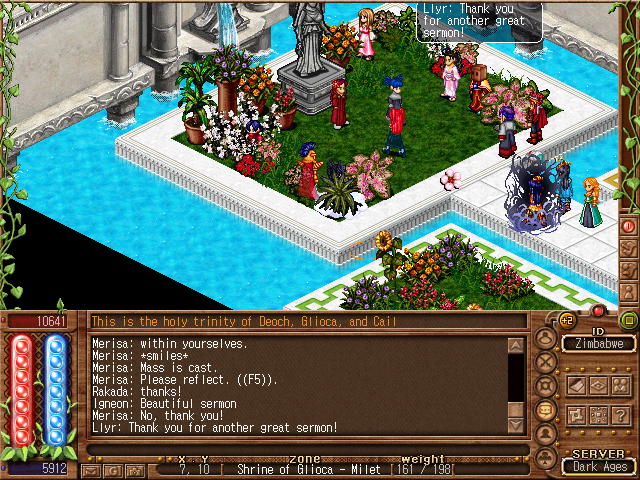 Llyr: Thank you
for another great
sermon!
10641
This is the holy trinity of Deoch, Glioca, and Cail
+2
ID
Zimbabwe
Merisa: within yourselves.
Merisa: *smiles*
Merisa: Mass is cast.
Merisa: Please reflect. ((F5)).
Rakada: thanks!
Igneon: Beautiful sermon
Merisa: No, thank you!
Llyr: Thank you for another great sermon!
?
X Y zone weight
5912
G
7, 10 [ Shrine of Glioca - Milet [161 / 198[
SERVER
Dark Ages